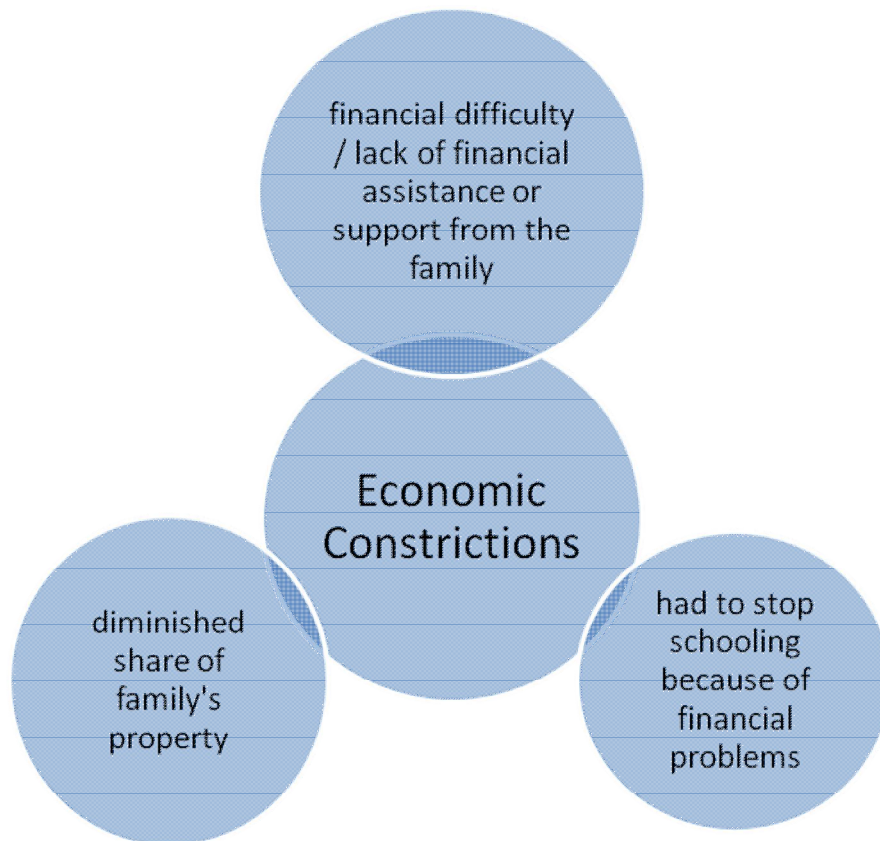 financial difficulty
/ lack of financial
assistance or
support from the
family
Economic
Constrictions
diminished
share of
family's
property
had to stop
schooling
because of
financial
problems